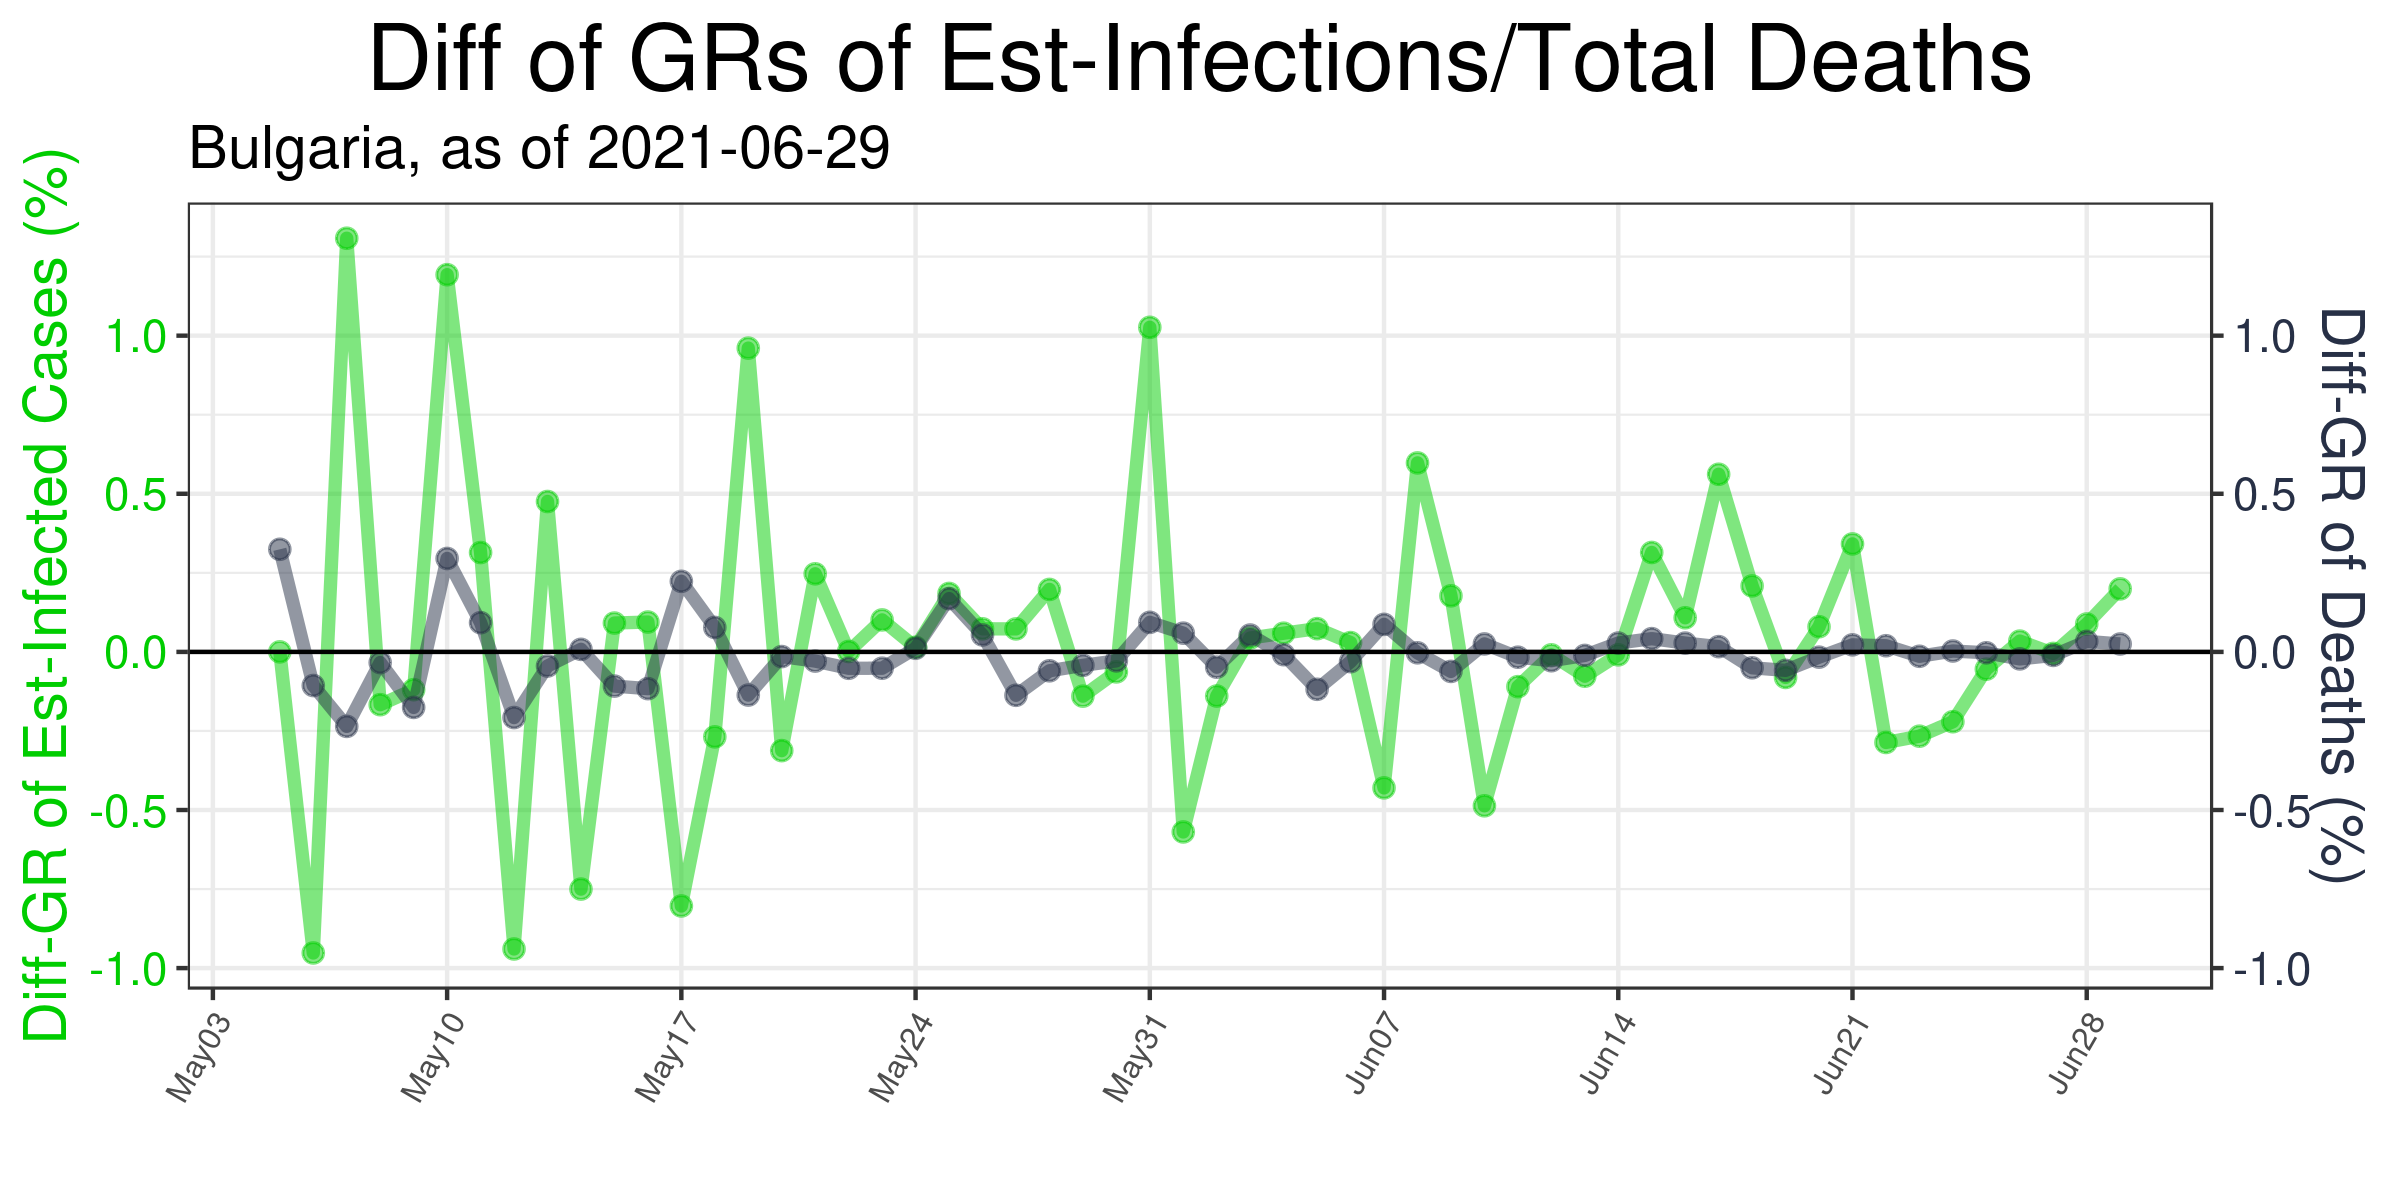 Diff of GRs of Est-Infections/Total Deaths
Bulgaria, as of 2021-06-29
Diff-GR of Est-Infected Cases (%)
1.0
0.5
0.0
-0.5
-1.0
1.0
0.5
0.0
-0.5
-1.0
Diff-GR of Deaths (%)
May03
May10
May17
May24
May31
Jun07
Jun14
Jun21
Jun28